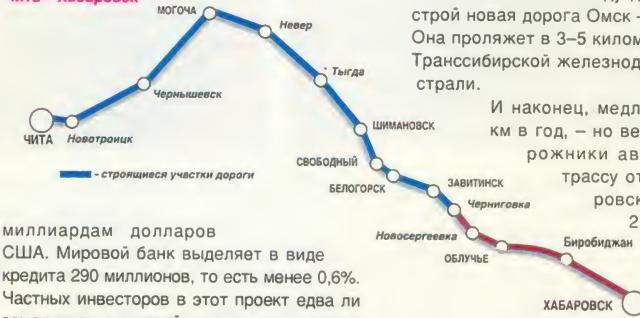 Чита – Хабаровск
МОГОЧА
Невер
Тыгда
Чернышевск
ЧИТА
Новотроицк
ШИМАНОВСК
СВОБОДНЫЙ
БЕЛОГОРСК
ЗАВИТИНСК
Черниговка
Новосергеевка
ОБЛУЧЬЕ
Биробиджан
ХАБАРОВСК
- строящиеся участки дороги
миллиардам долларов
США. Мировой банк выделяет в виде
кредита 290 миллионов, то есть менее 0,6%.
Частных инвесторов в этот проект едва ли
строй новая дорога Омск –
Она проляжет в 3–5 килом
Транссибирской железнод
страли.
И наконец, медл
км в год, – но ве
рожники ав
трассу от
ровск
2